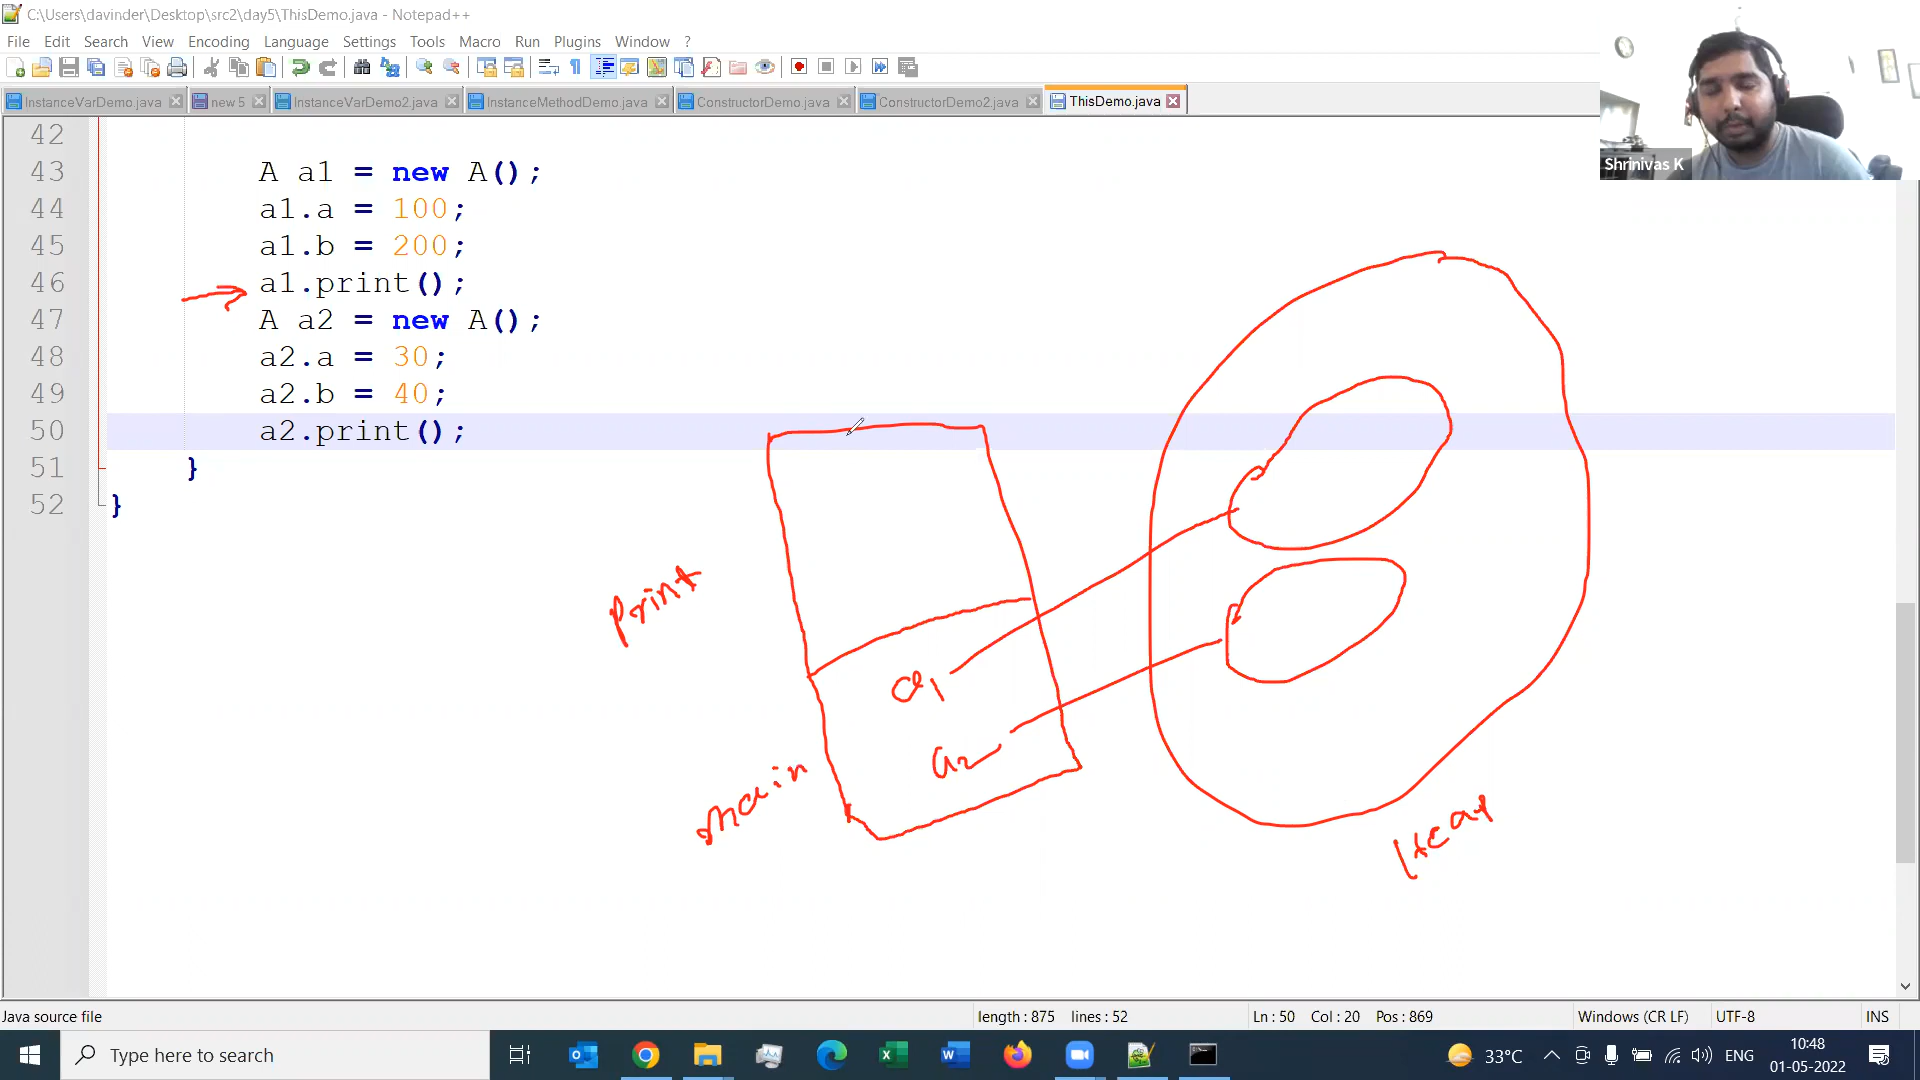 C:\Users\davinder\Desktop\src2\day5\ThisDemo.java - Notepad++
File Edit Search View Encoding Language Settings Tools Macro Run Plugins Window ?
InstanceVarDemo.java new 5 InstanceVarDemo2.java InstanceMethodDemo.java ConstructorDemo.java ConstructorDemo2.java ThisDemo.java
Shrinivas K
42
43 A a1 = new A();
44 a1.a = 100;
45 a1.b = 200;
46 a1.print();
47 A a2 = new A();
48 a2.a = 30;
49 a2.b = 40;
50 a2.print();
51 }
52 }
print
a1
a2
main
Heap
Java source file length : 875 lines : 52 Ln : 50 Col : 20 Pos : 869 Windows (CR LF) UTF-8 INS
Type here to search 33°C ENG 10:48
01-05-2022